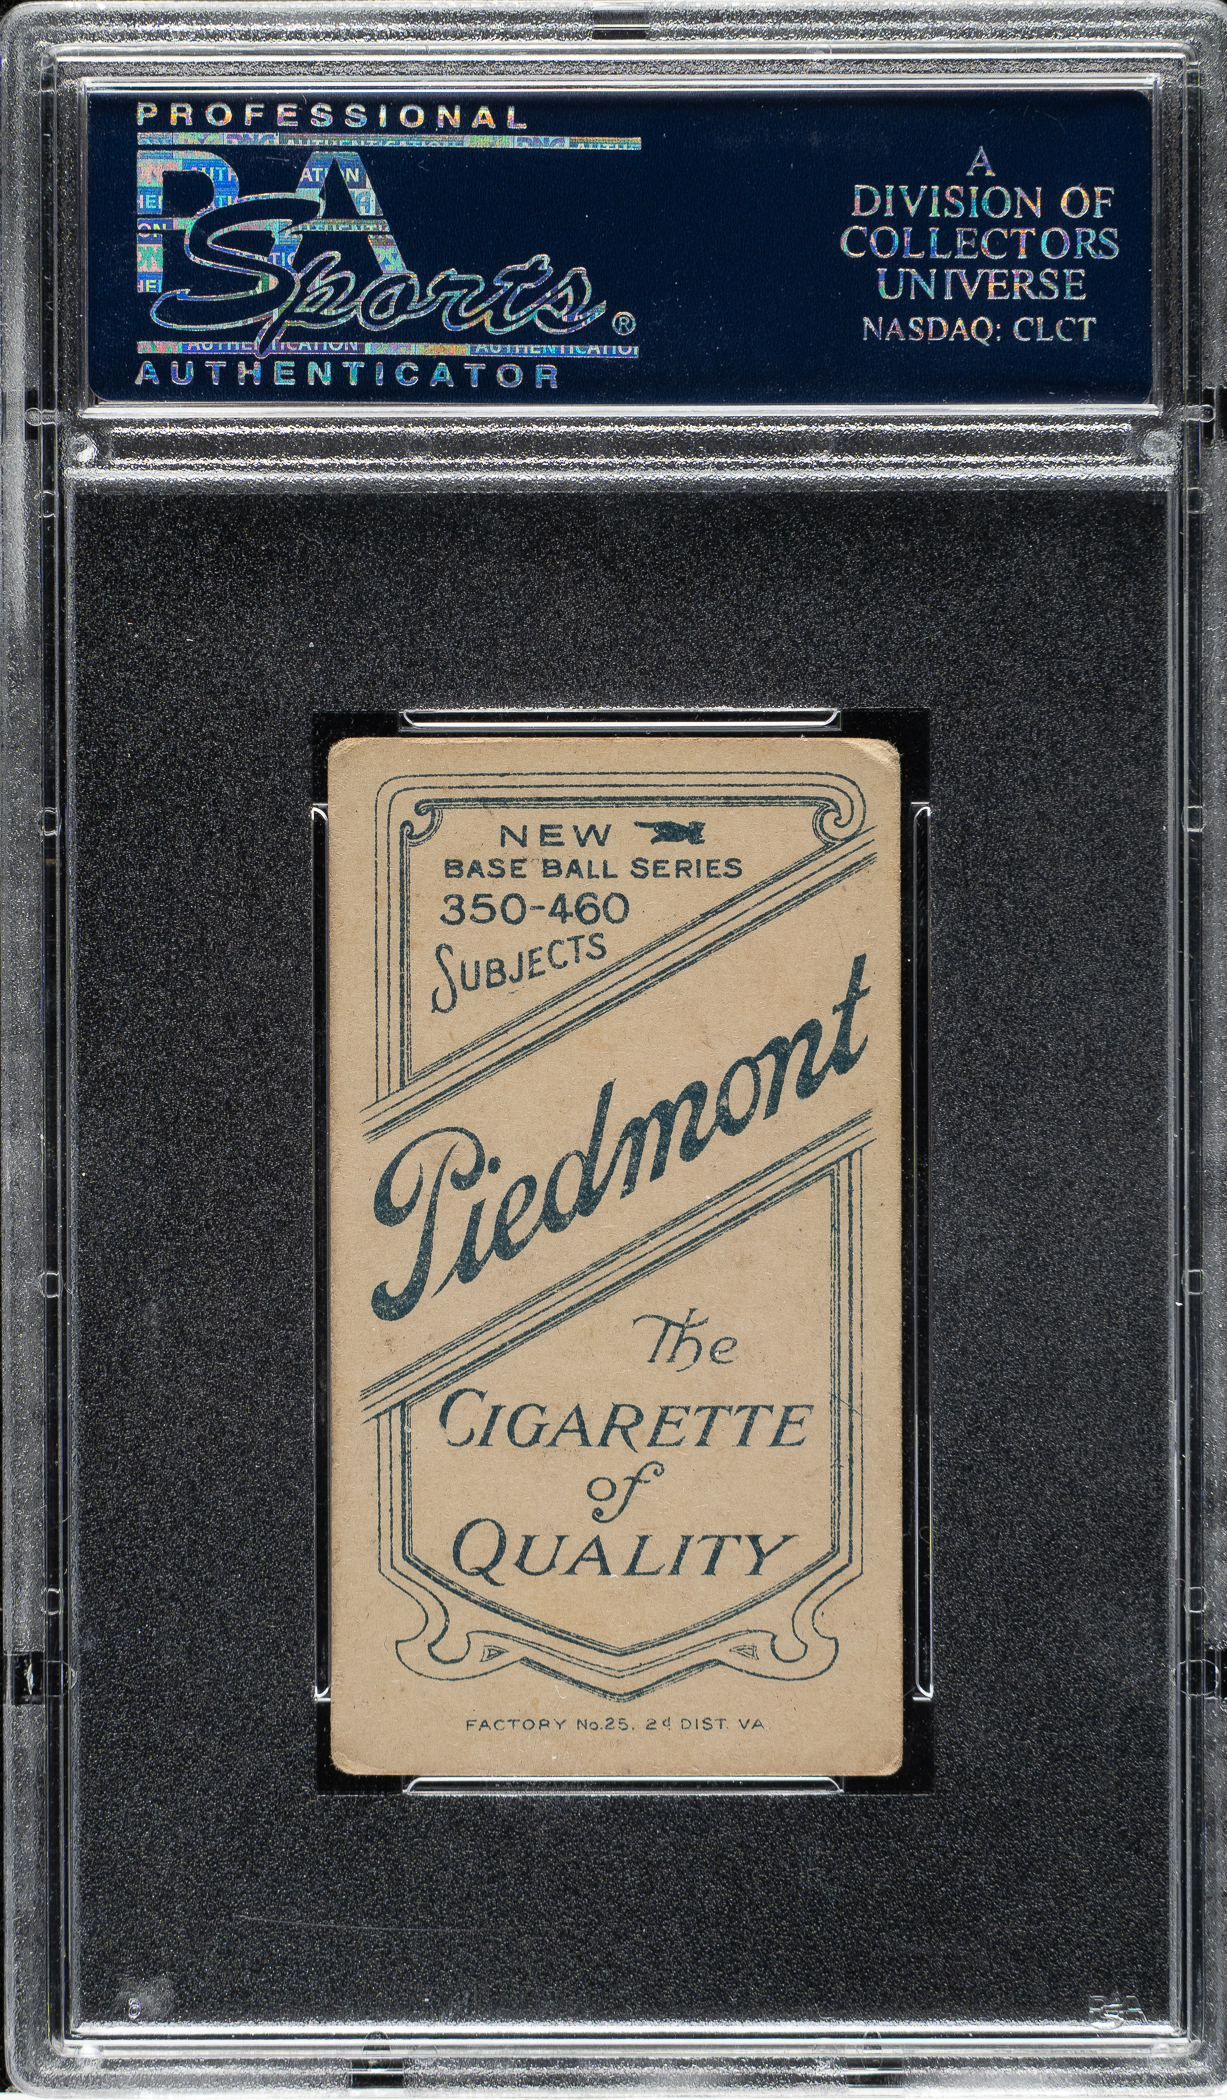 PROFESSIONAL
PSA
Sports®
AUTHENTICATOR
A
DIVISION OF
COLLECTORS
UNIVERSE
NASDAQ: CLCT
NEW
BASE BALL SERIES
350-460
SUBJECTS
Piedmont
The
CIGARETTE
of
QUALITY
FACTORY No.25, 2d DIST. VA
PSA